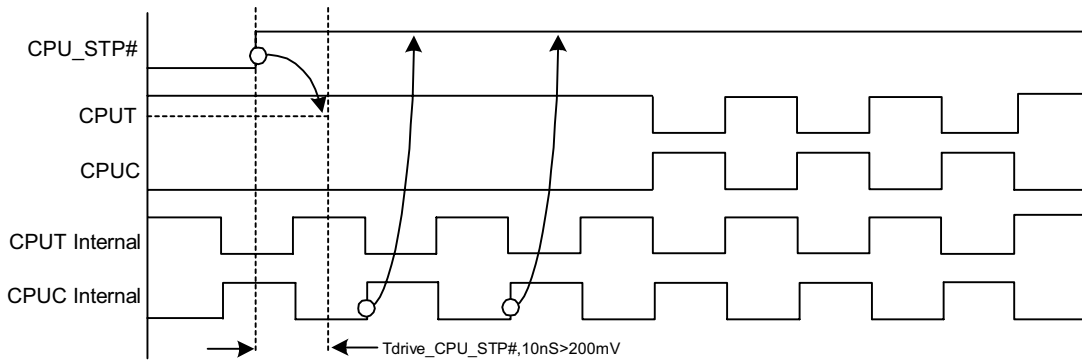 CPU_STP#
CPUT
CPUC
CPUT Internal
CPUC Internal
Tdrive_CPU_STP#,10nS>200mV